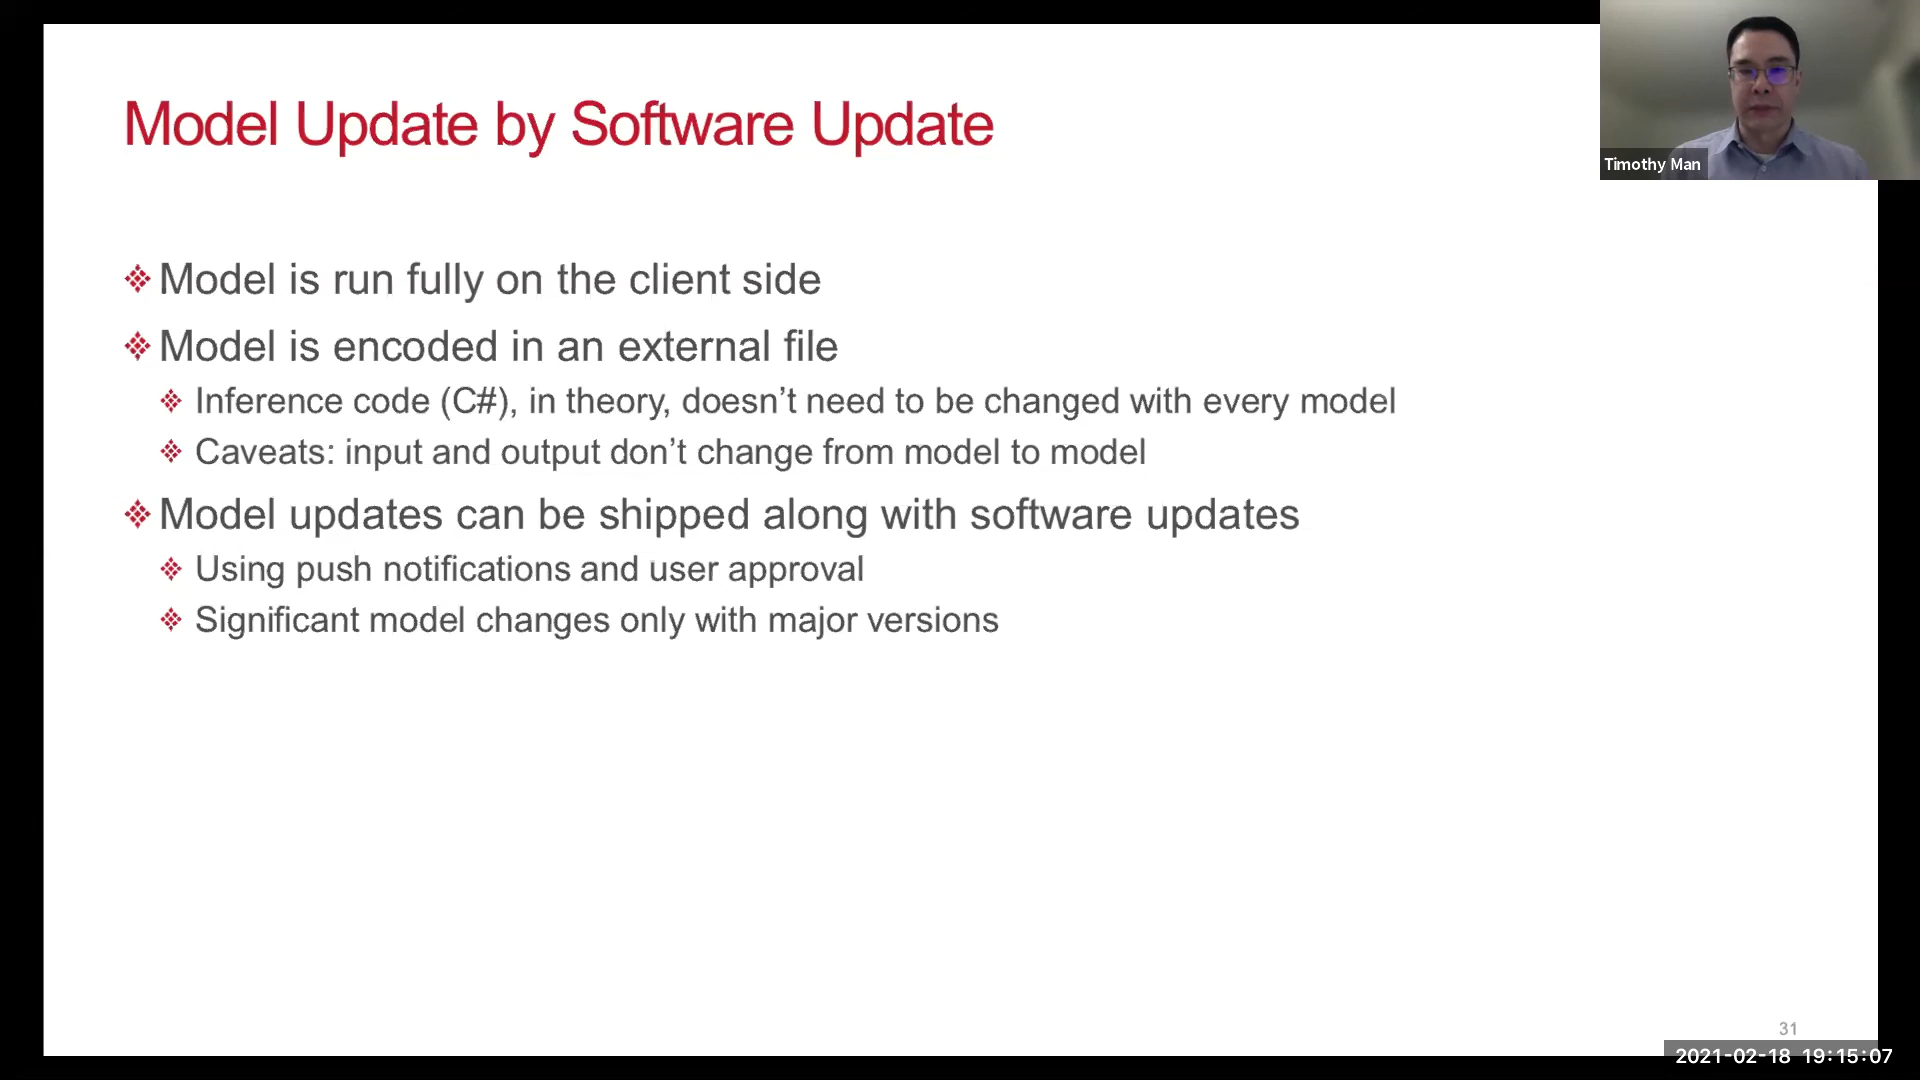 Model Update by Software Update
Timothy Man
Model is run fully on the client side
Model is encoded in an external file
Inference code (C#), in theory, doesn’t need to be changed with every model
Caveats: input and output don’t change from model to model
Model updates can be shipped along with software updates
Using push notifications and user approval
Significant model changes only with major versions
31
2021-02-18 19:15:07